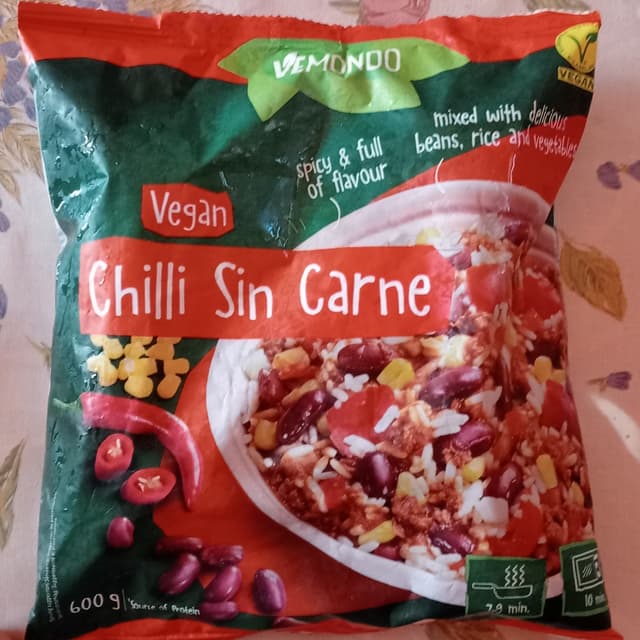 VEMONDO
VEGAN
mixed with delicious
beans, rice and vegetables
spicy & full
of flavour
Vegan
Chilli Sin Carne
600 g
Source of Protein
7-9 min.
10 min.